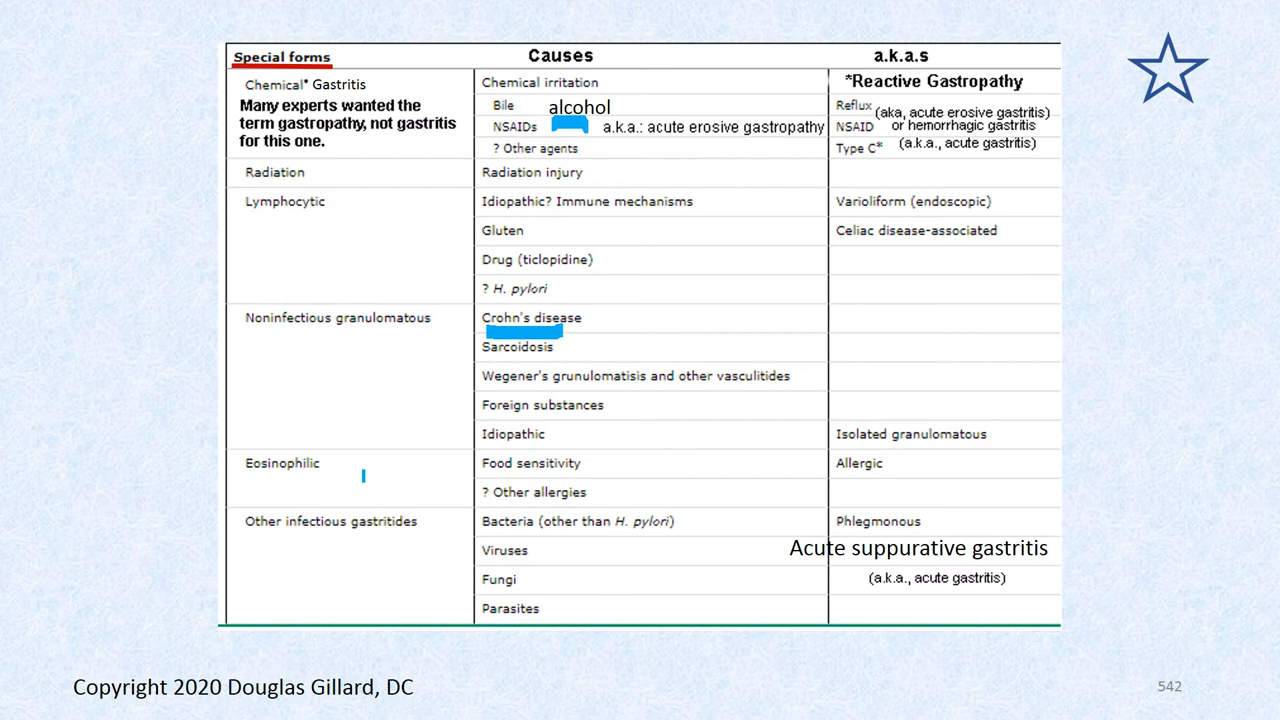 Special forms Causes a.k.a.s
Chemical* Gastritis Chemical irritation *Reactive Gastropathy
Many experts wanted the
term gastropathy, not gastritis
for this one.
Bile alcohol Reflux (aka, acute erosive gastritis)
NSAIDs a.k.a.: acute erosive gastropathy NSAID or hemorrhagic gastritis
? Other agents Type C* (a.k.a., acute gastritis)
Radiation Radiation injury
Lymphocytic Idiopathic? Immune mechanisms Varioliform (endoscopic)
Gluten Celiac disease-associated
Drug (ticlopidine)
? H. pylori
Noninfectious granulomatous Crohn's disease
Sarcoidosis
Wegener's grunulomatisis and other vasculitides
Foreign substances
Idiopathic Isolated granulomatous
Eosinophilic Food sensitivity Allergic
? Other allergies
Other infectious gastritides Bacteria (other than H. pylori) Phlegmonous
Viruses Acute suppurative gastritis
Fungi (a.k.a., acute gastritis)
Parasites
Copyright 2020 Douglas Gillard, DC 542